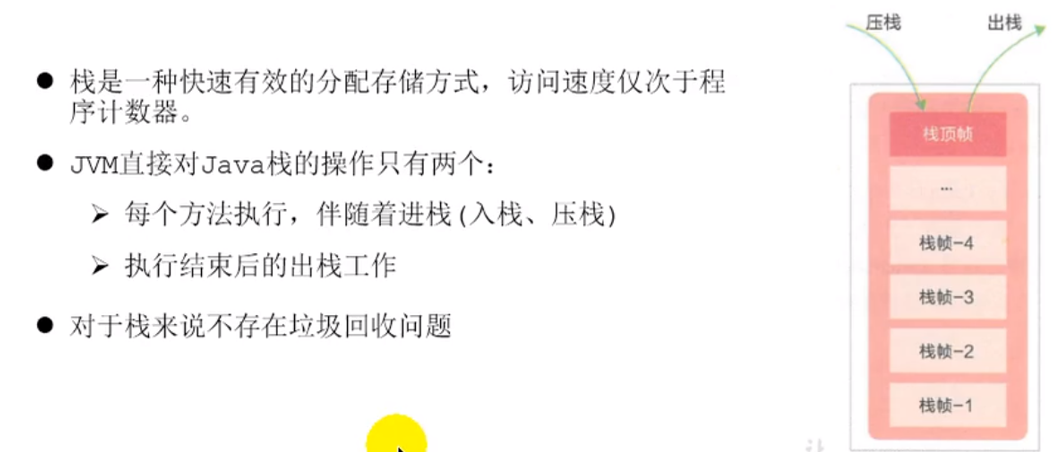 压栈 出栈
● 栈是一种快速有效的分配存储方式，访问速度仅次于程
序计数器。
● JVM直接对Java栈的操作只有两个：
➢ 每个方法执行，伴随着进栈(入栈、压栈)
➢ 执行结束后的出栈工作
● 对于栈来说不存在垃圾回收问题
栈顶帧
...
栈帧-4
栈帧-3
栈帧-2
栈帧-1